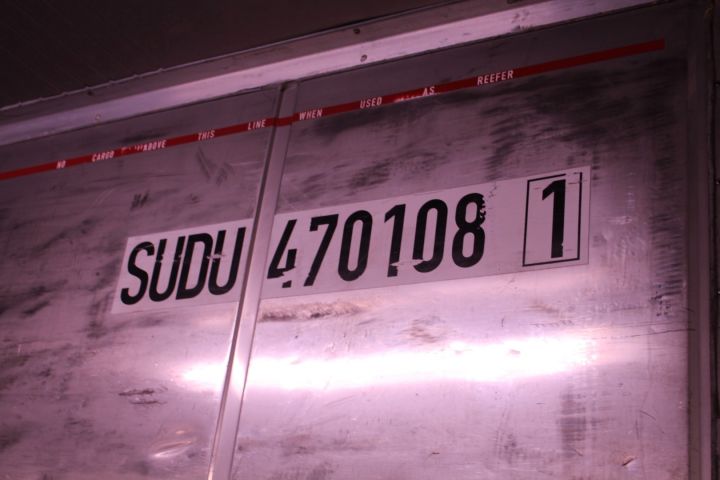 NO CARGO ABOVE THIS LINE WHEN USED AS REEFER
SUDU 470108 1